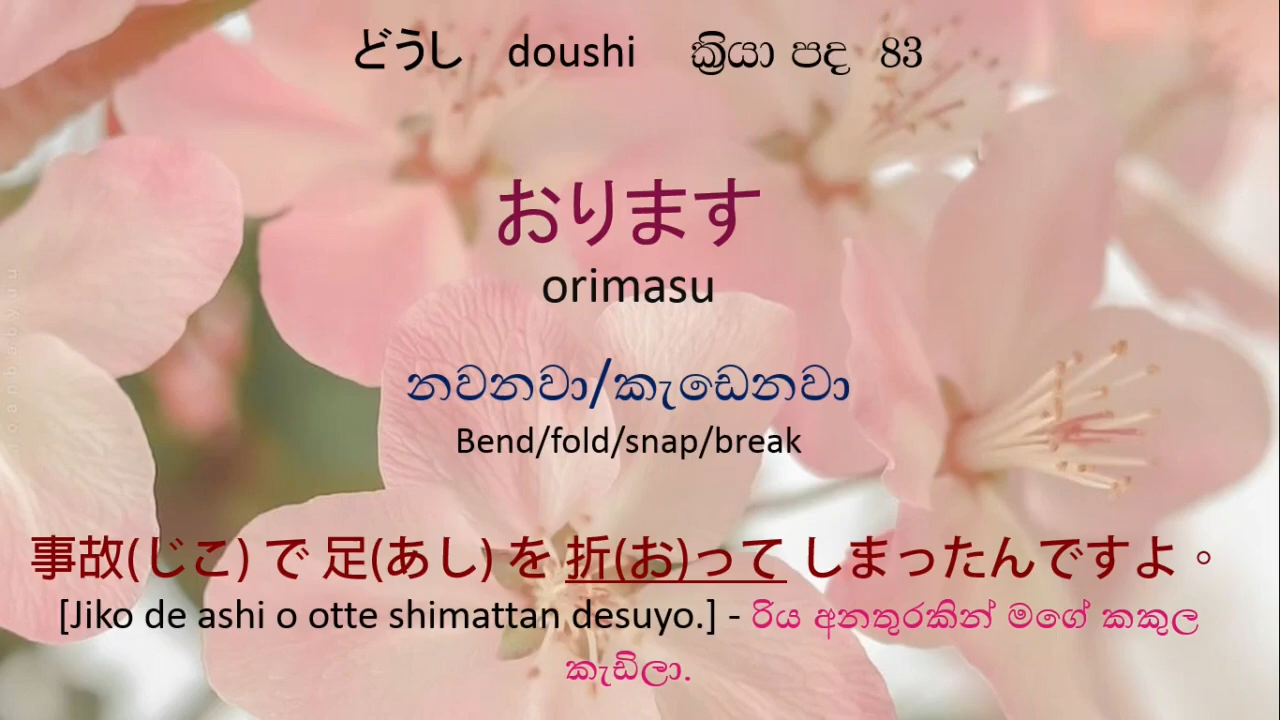 どうし doushi ක්‍රියා පද 83
おります
orimasu
නවනවා/කැඩෙනවා
Bend/fold/snap/break
事故(じこ) で 足(あし) を 折(お)って しまったんですよ。
[Jiko de ashi o otte shimattan desuyo.] - රිය අනතුරකින් මගේ කකුල
කැඩිලා.